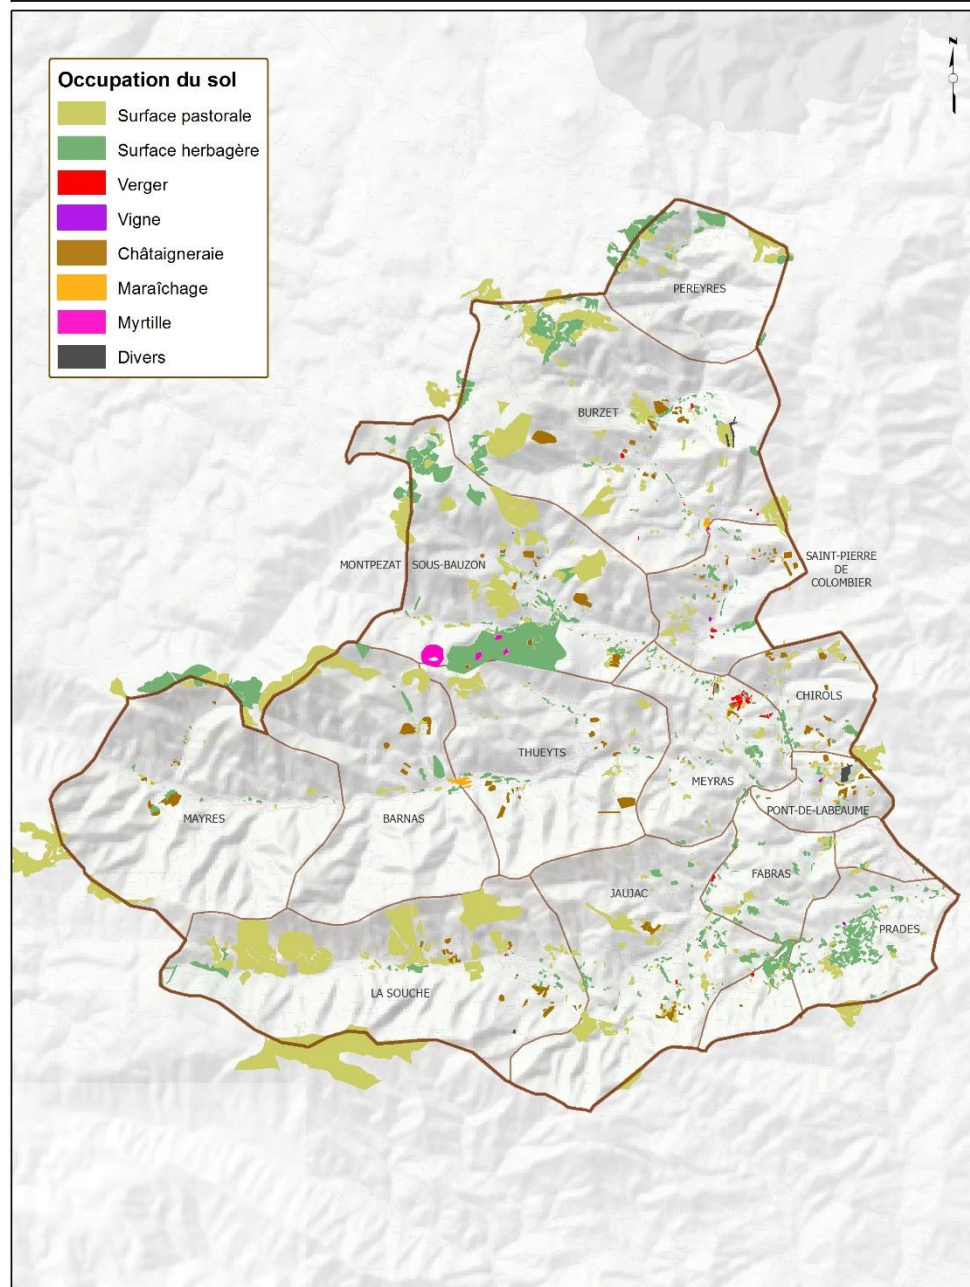 N
Occupation du sol
Surface pastorale
Surface herbagère
Verger
Vigne
Châtaigneraie
Maraîchage
Myrtille
Divers
PEREYRES
BURZET
MONTPEZAT SOUS-BAUZON
SAINT-PIERRE
DE
COLOMBIER
CHIROLS
THUEYTS
MEYRAS
PONT-DE-LABEAUME
MAYRES
BARNAS
FABRAS
JAUJAC
PRADES
LA SOUCHE